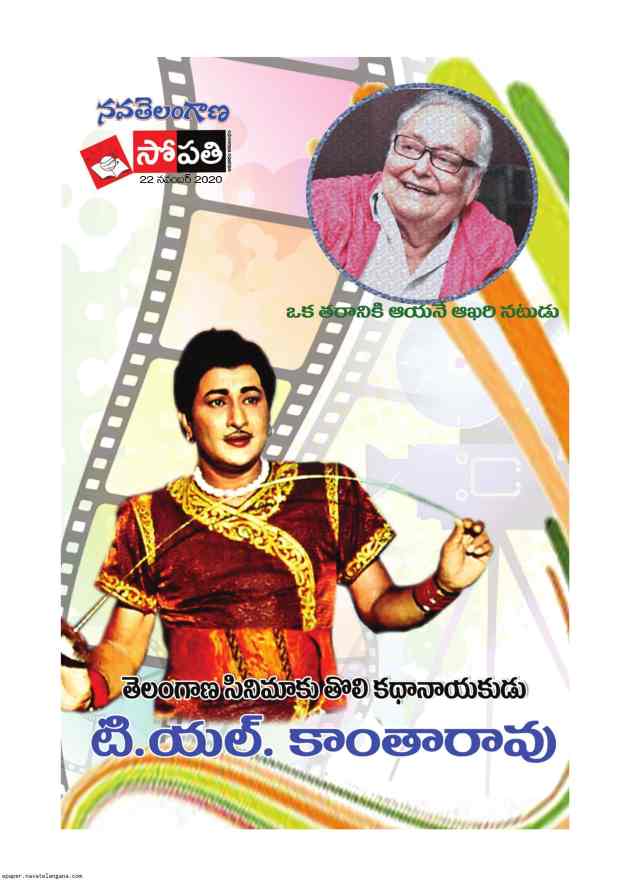 నవతెలంగాణ
సోపతి
22 నవంబర్ 2020
ఒక తరానికి ఆయనే ఆఖరి నటుడు
తెలంగాణ సినిమాకు తొలి కథానాయకుడు
టి.యల్. కాంతారావు
epaper.navatelangana.com